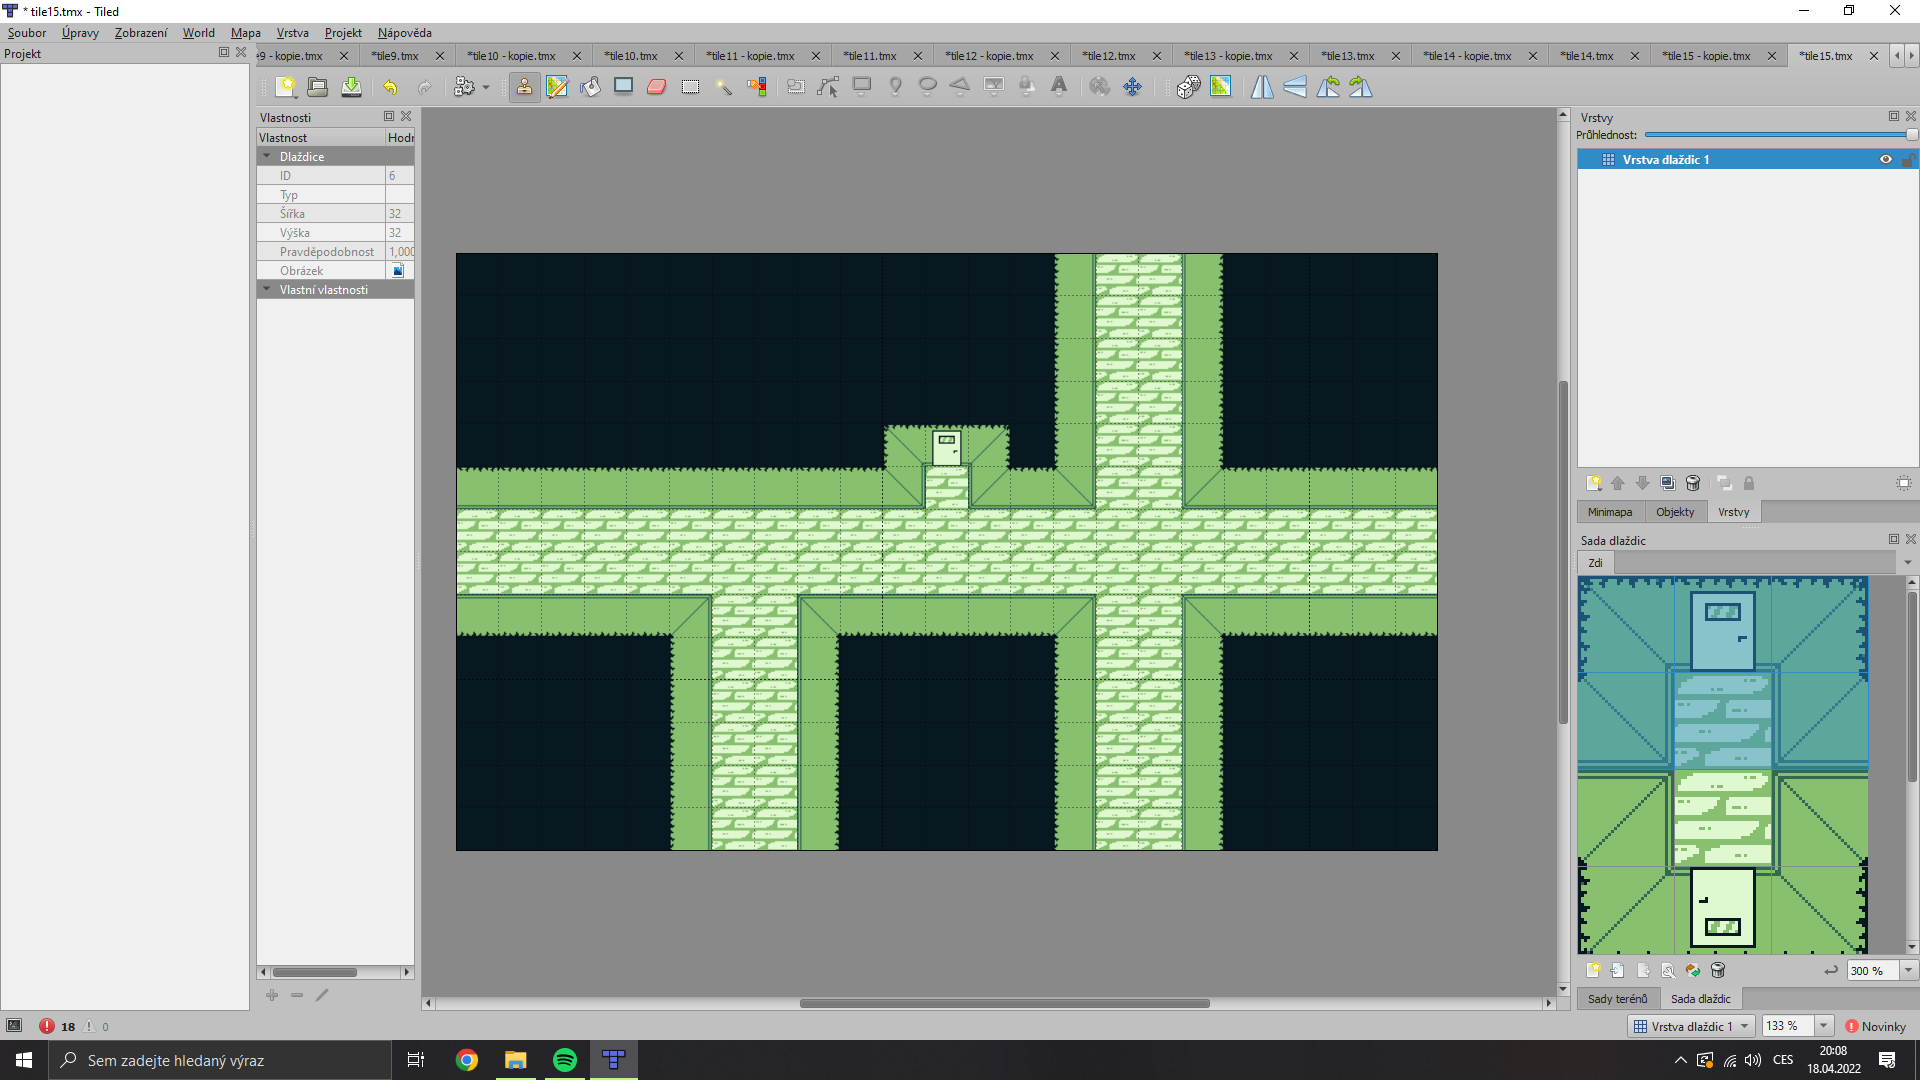 * tile15.tmx - Tiled
Soubor Úpravy Zobrazení World Mapa Vrstva Projekt Nápověda
Projekt
e9 - kopie.tmx *tile9.tmx *tile10 - kopie.tmx *tile10.tmx *tile11 - kopie.tmx *tile11.tmx *tile12 - kopie.tmx *tile12.tmx *tile13 - kopie.tmx *tile13.tmx *tile14 - kopie.tmx *tile14.tmx *tile15 - kopie.tmx *tile15.tmx
Vlastnosti
Vlastnost Hodr
Dlaždice
ID 6
Typ
Šířka 32
Výška 32
Pravděpodobnost 1,000
Obrázek
Vlastní vlastnosti
Vrstvy
Průhlednost:
Vrstva dlaždic 1
Minimapa Objekty Vrstvy
Sada dlaždic
Zdi
300 %
Sady terénů Sada dlaždic
18 0
Vrstva dlaždic 1 133 % Novinky
Sem zadejte hledaný výraz
CES
20:08
18.04.2022